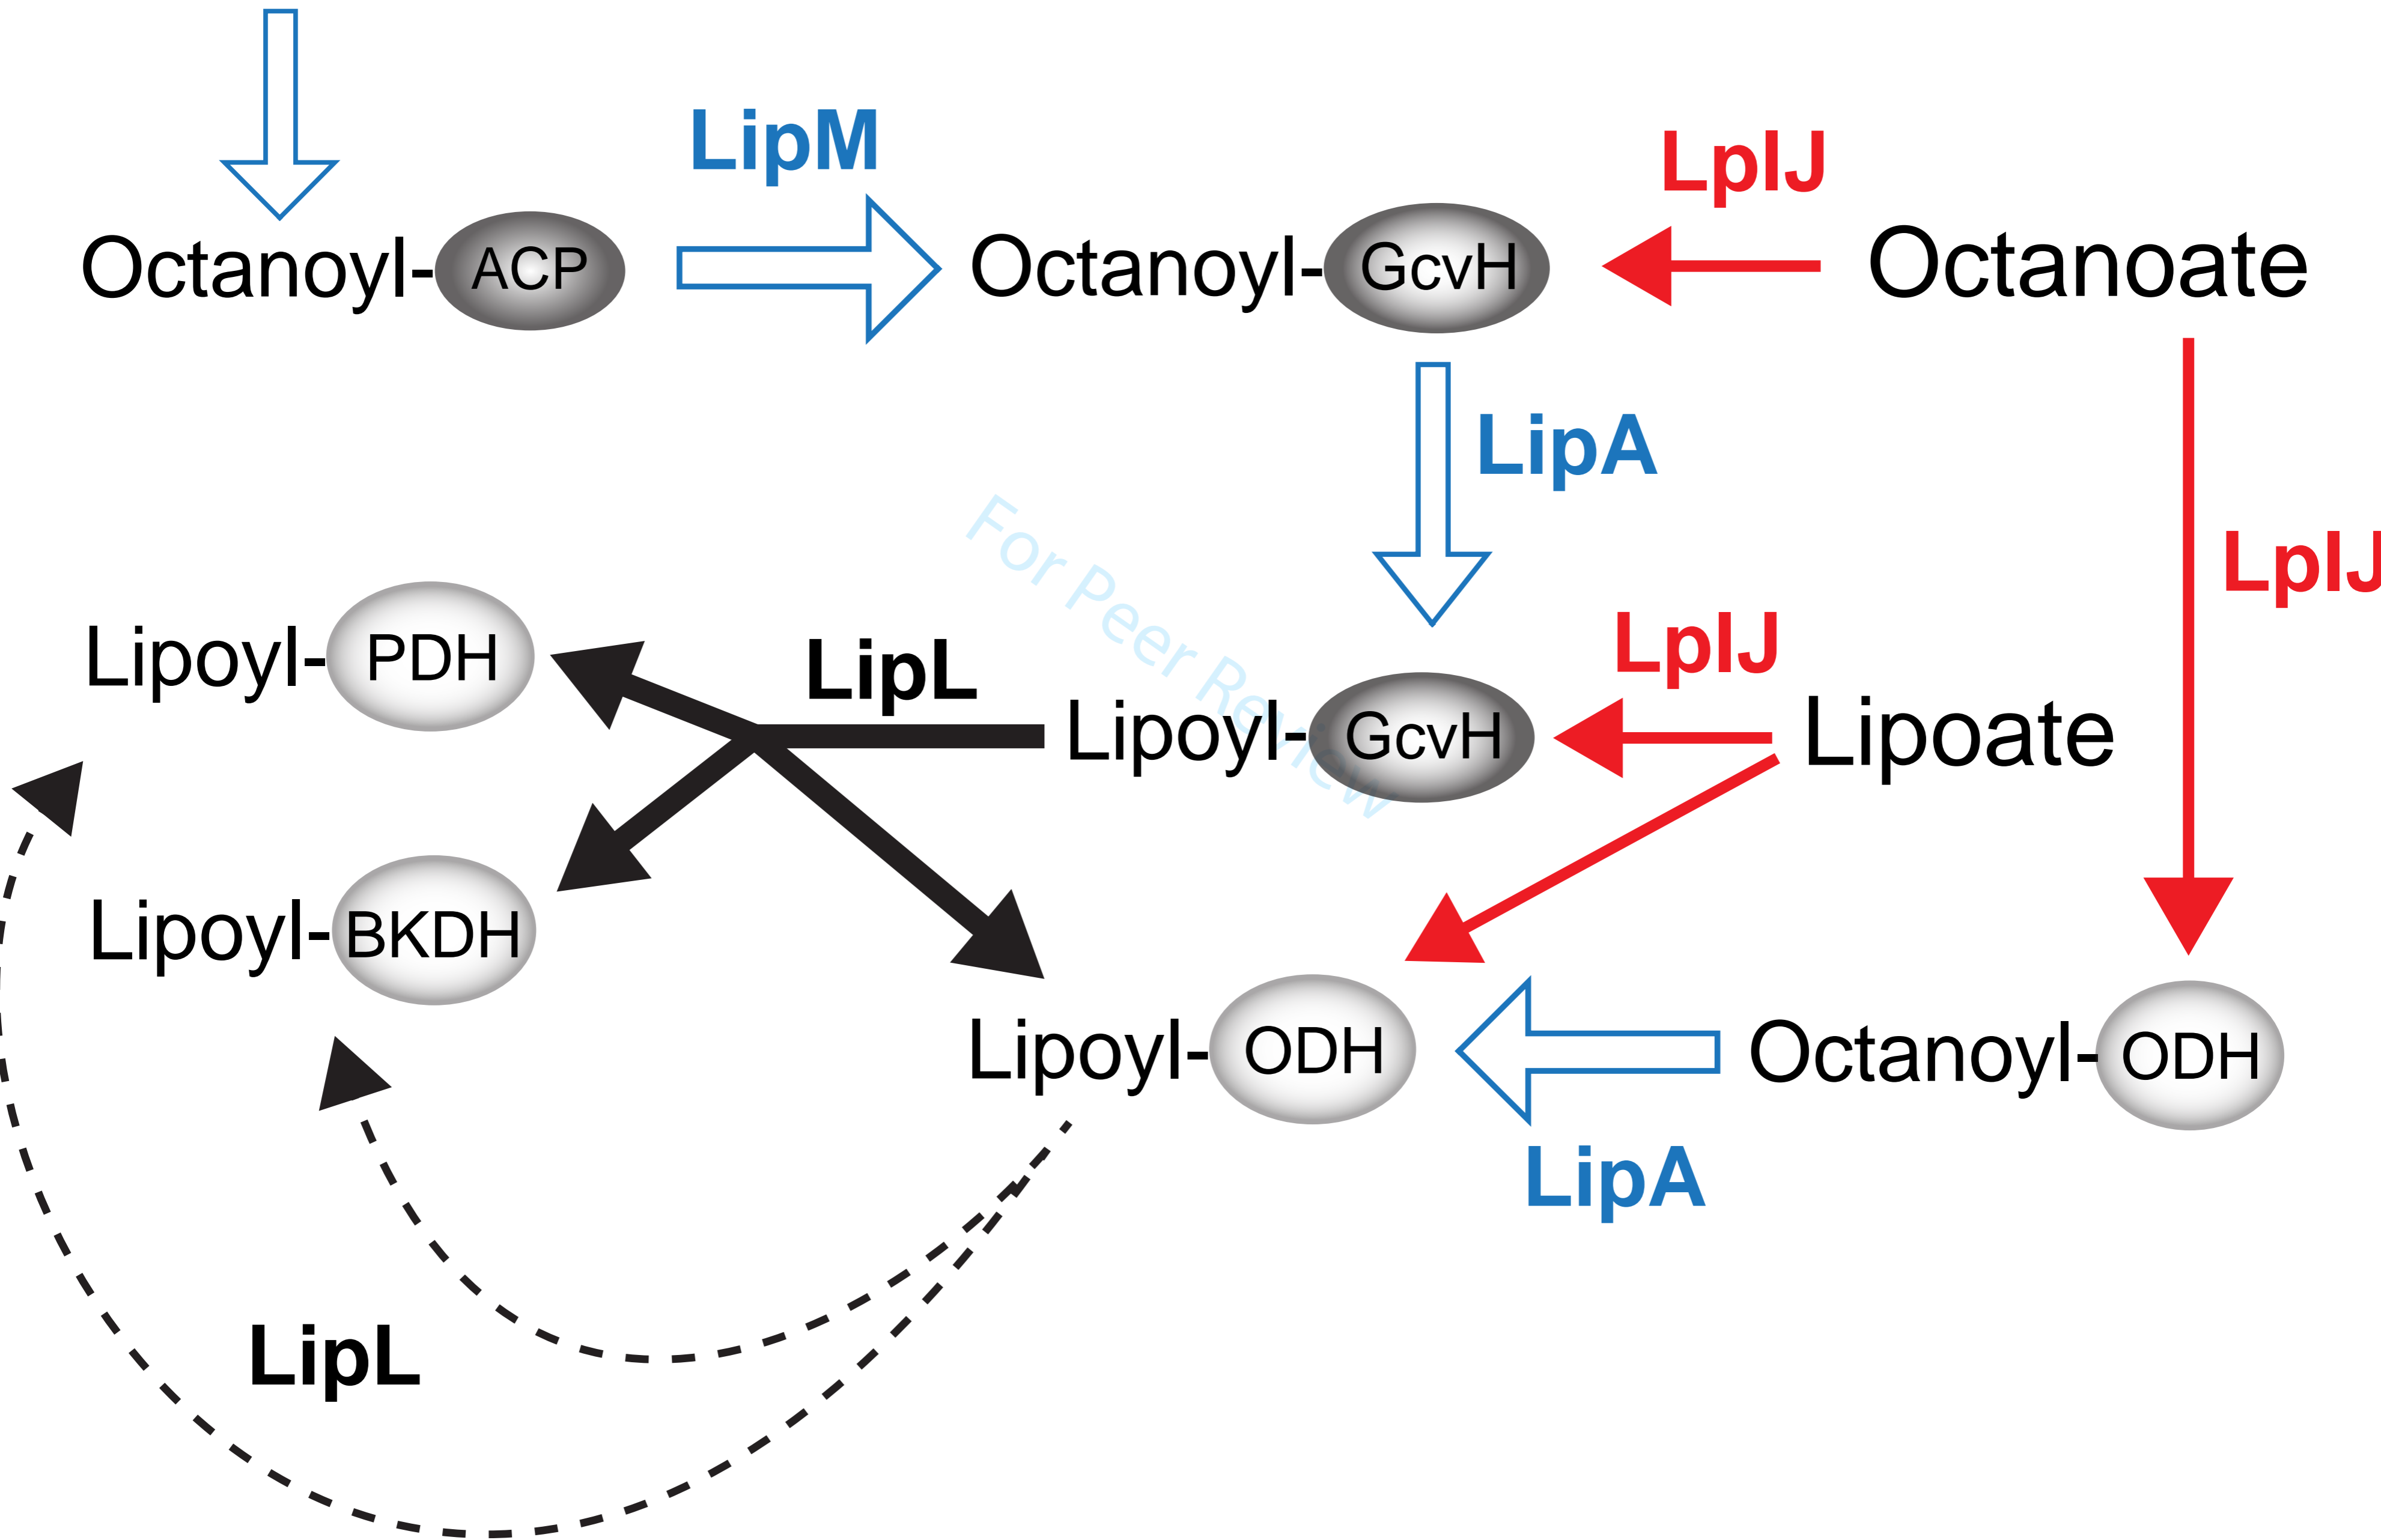 LipM
LplJ
Octanoyl-ACP
Octanoyl-GcvH
Octanoate
LipA
LplJ
For Peer Review
LplJ
Lipoyl-PDH
LipL
Lipoyl-GcvH
Lipoate
Lipoyl-BKDH
Lipoyl-ODH
Octanoyl-ODH
LipA
LipL